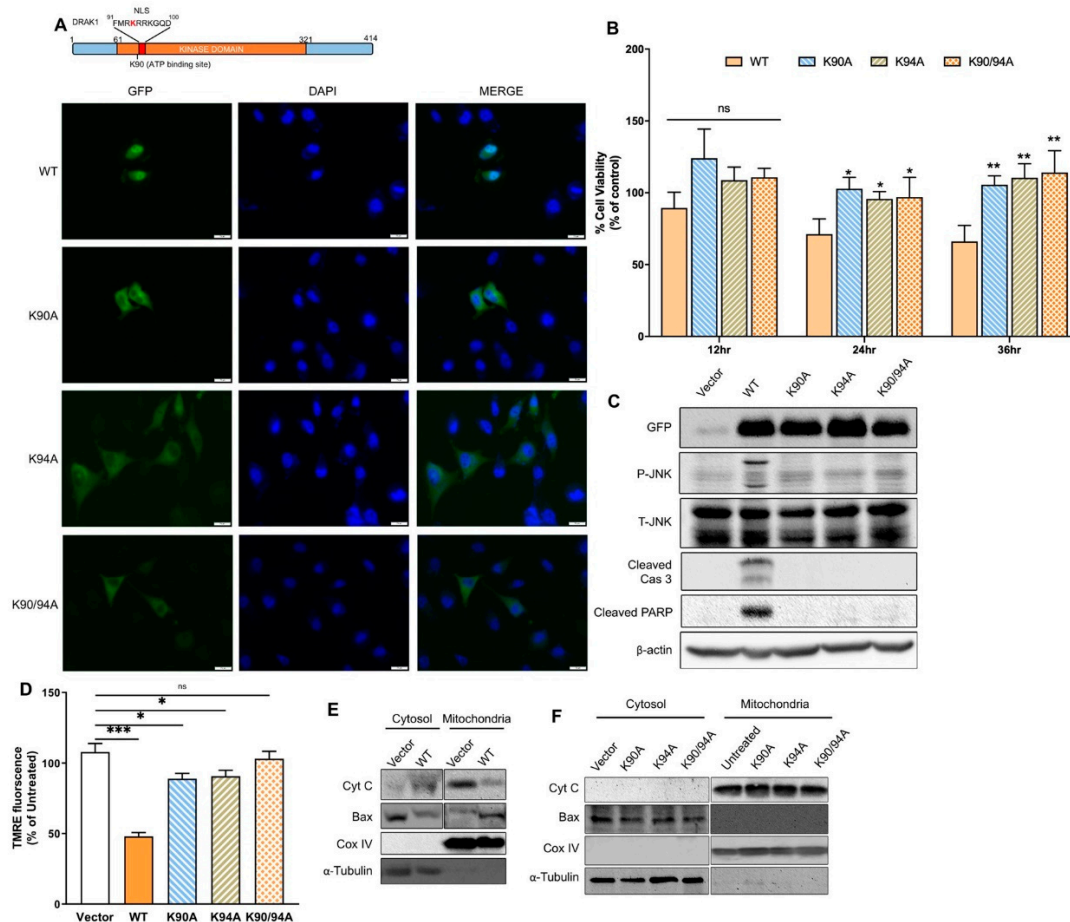 A
DRAK1
NLS
91 FMRKRRKGQD 100
1 61 321 414
KINASE DOMAIN
K90 (ATP binding site)
GFP DAPI MERGE
WT
K90A
K94A
K90/94A
B
WT K90A K94A K90/94A
% Cell Viability
(% of control)
200
150
100
50
0
ns
* * *
** ** **
12hr 24hr 36hr
C
Vector WT K90A K94A K90/94A
GFP
P-JNK
T-JNK
Cleaved
Cas 3
Cleaved PARP
β-actin
D
TMRE fluorescence
(% of Untreated)
150
100
50
0
ns
*
*
***
Vector WT K90A K94A K90/94A
E
Cytosol Mitochondria
Vector WT Vector WT
Cyt C
Bax
Cox IV
α-Tubulin
F
Cytosol Mitochondria
Vector K90A K94A K90/94A Untreated K90A K94A K90/94A
Cyt C
Bax
Cox IV
α-Tubulin